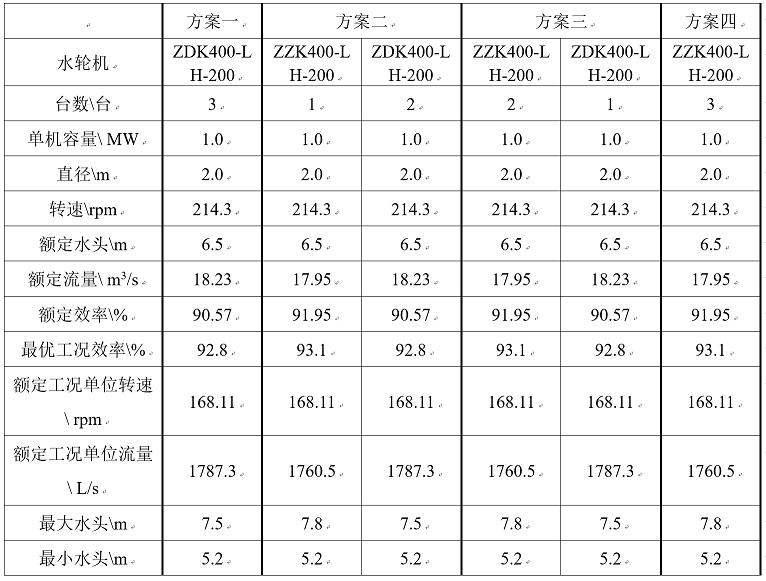 方案一 方案二 方案三 方案四
水轮机 ZDK400-LH-200 ZZK400-LH-200 ZDK400-LH-200 ZZK400-LH-200 ZDK400-LH-200 ZZK400-LH-200
台数\台 3 1 2 2 1 3
单机容量\ MW 1.0 1.0 1.0 1.0 1.0 1.0
直径\m 2.0 2.0 2.0 2.0 2.0 2.0
转速\rpm 214.3 214.3 214.3 214.3 214.3 214.3
额定水头\m 6.5 6.5 6.5 6.5 6.5 6.5
额定流量\ m³/s 18.23 17.95 18.23 17.95 18.23 17.95
额定效率\% 90.57 91.95 90.57 91.95 90.57 91.95
最优工况效率\% 92.8 93.1 92.8 93.1 92.8 93.1
额定工况单位转速\ rpm 168.11 168.11 168.11 168.11 168.11 168.11
额定工况单位流量\ L/s 1787.3 1760.5 1787.3 1760.5 1787.3 1760.5
最大水头\m 7.5 7.8 7.5 7.8 7.5 7.8
最小水头\m 5.2 5.2 5.2 5.2 5.2 5.2